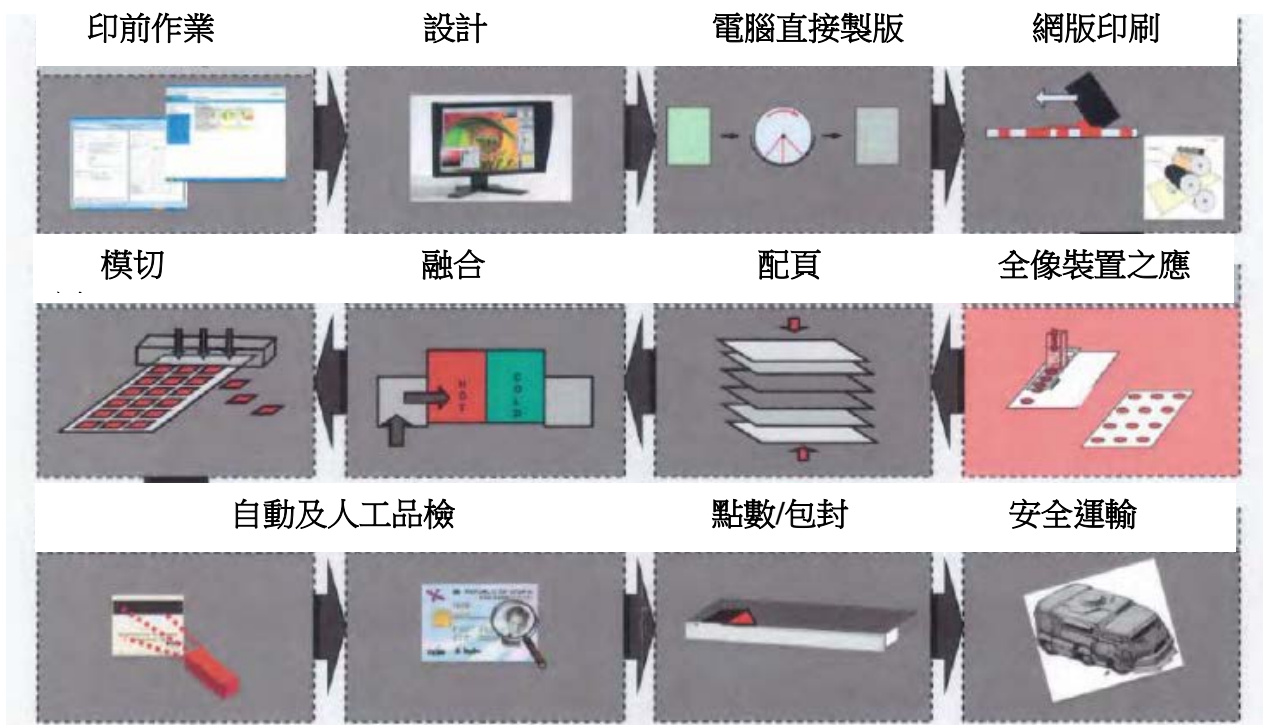 印前作業
設計
電腦直接製版
網版印刷
模切
融合
配頁
全像裝置之應
HOT
COLD
自動及人工品檢
點數/包封
安全運輸